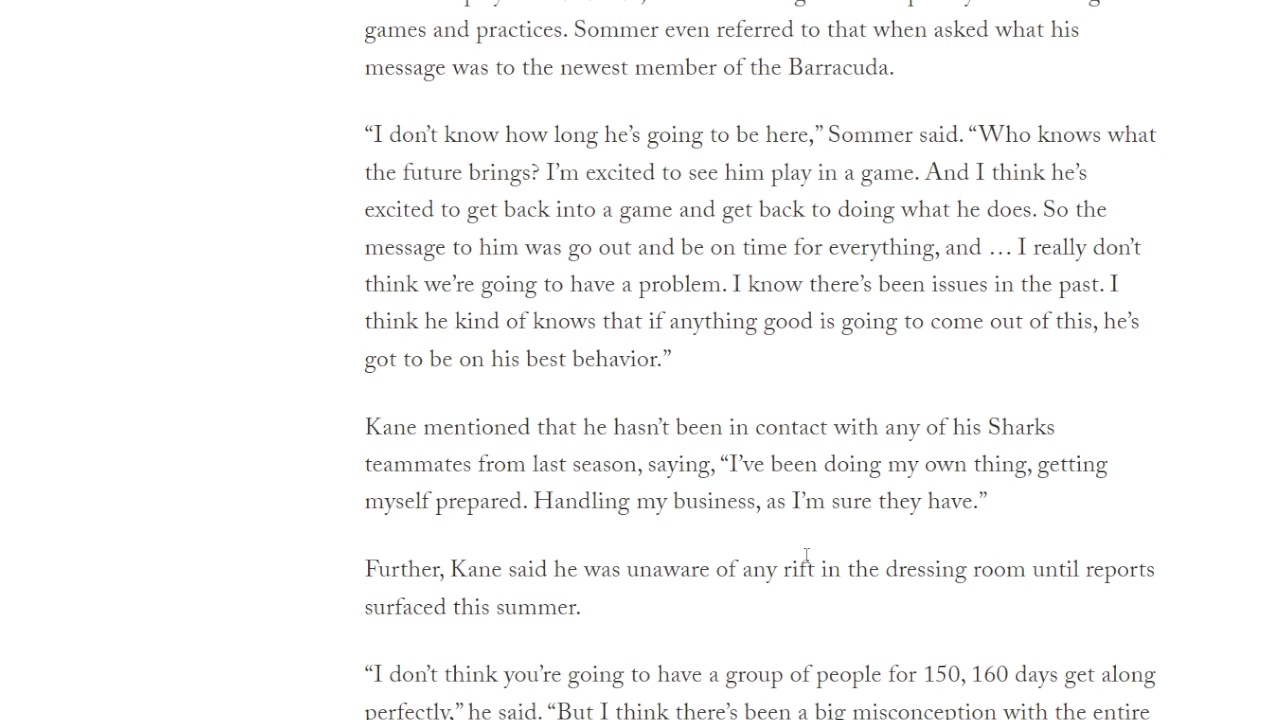 games and practices. Sommer even referred to that when asked what his
message was to the newest member of the Barracuda.
“I don’t know how long he’s going to be here,” Sommer said. “Who knows what
the future brings? I’m excited to see him play in a game. And I think he’s
excited to get back into a game and get back to doing what he does. So the
message to him was go out and be on time for everything, and … I really don’t
think we’re going to have a problem. I know there’s been issues in the past. I
think he kind of knows that if anything good is going to come out of this, he’s
got to be on his best behavior.”
Kane mentioned that he hasn’t been in contact with any of his Sharks
teammates from last season, saying, “I’ve been doing my own thing, getting
myself prepared. Handling my business, as I’m sure they have.”
Further, Kane said he was unaware of any rift in the dressing room until reports
surfaced this summer.
“I don’t think you’re going to have a group of people for 150, 160 days get along
perfectly,” he said. “But I think there’s been a big misconception with the entire